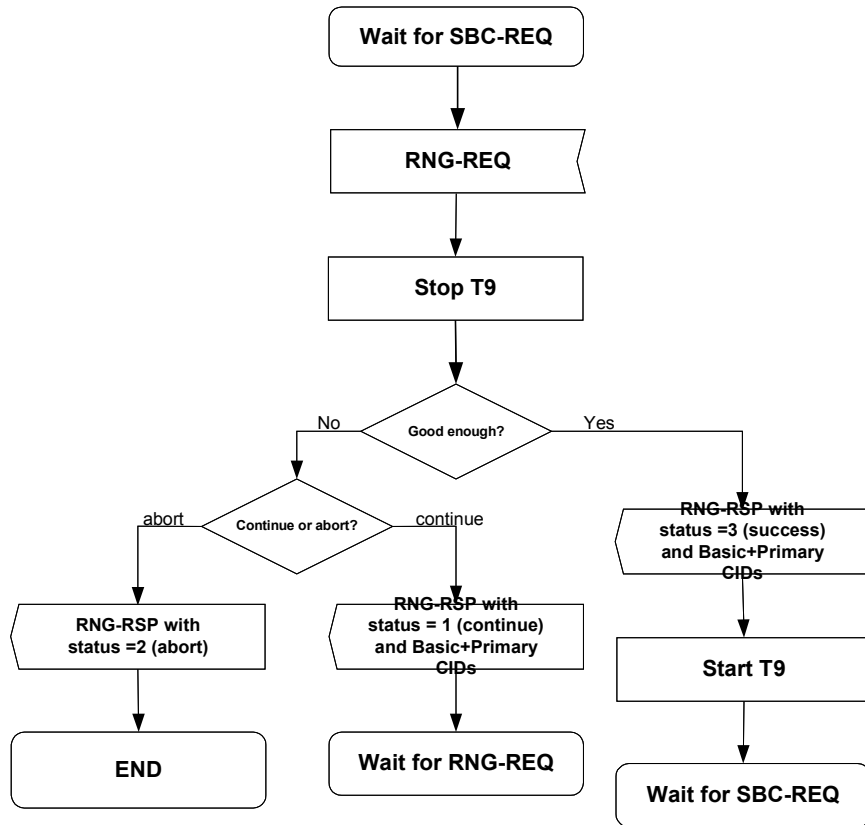 Wait for SBC-REQ
RNG-REQ
Stop T9
Good enough?
No
Yes
Continue or abort?
abort
continue
RNG-RSP with
status =3 (success)
and Basic+Primary
CIDs
RNG-RSP with
status =2 (abort)
RNG-RSP with
status = 1 (continue)
and Basic+Primary
CIDs
Start T9
END
Wait for RNG-REQ
Wait for SBC-REQ